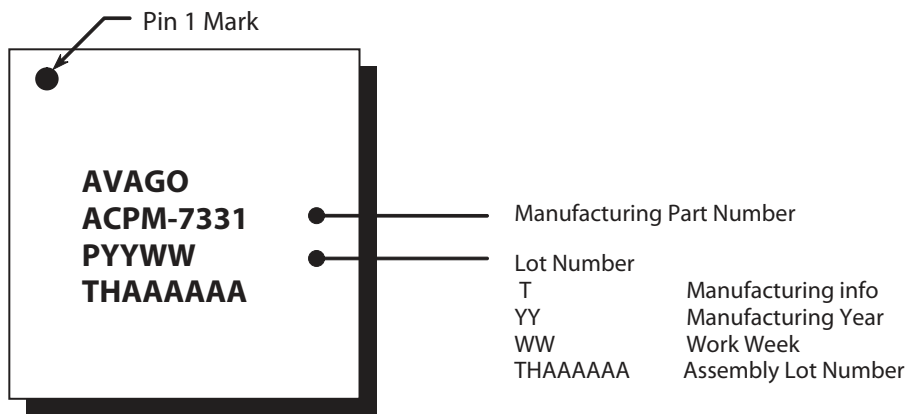 Pin 1 Mark
AVAGO
ACPM-7331
PYYWW
THAAAAAA
Manufacturing Part Number
Lot Number
T Manufacturing info
YY Manufacturing Year
WW Work Week
THAAAAAA Assembly Lot Number